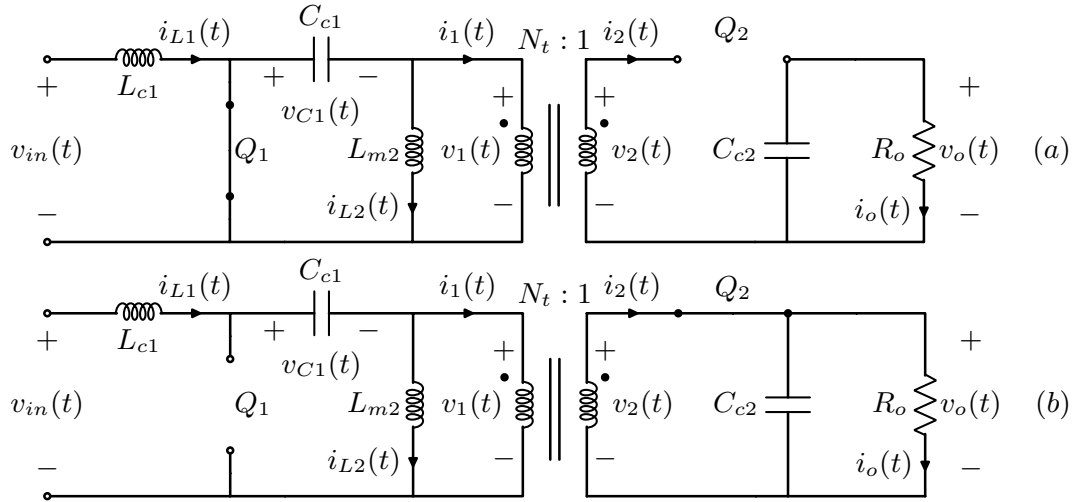 C_{c1}
i_{L1}(t) i_1(t) N_t : 1 i_2(t) Q_2
+ L_{c1} + − + + +
v_{C1}(t)
v_{in}(t) Q_1 L_{m2} v_1(t) v_2(t) C_{c2} R_o v_o(t) (a)
− i_{L2}(t) − − i_o(t) −
C_{c1}
i_{L1}(t) i_1(t) N_t : 1 i_2(t) Q_2
+ L_{c1} + − + + +
v_{C1}(t)
v_{in}(t) Q_1 L_{m2} v_1(t) v_2(t) C_{c2} R_o v_o(t) (b)
− i_{L2}(t) − − i_o(t) −